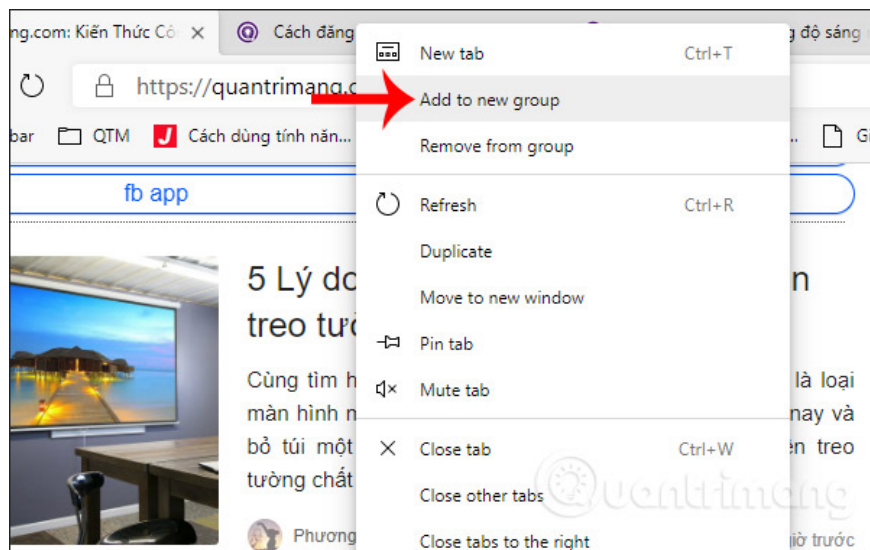 ng.com: Kiến Thức Cô
Cách đăng
g độ sáng
https://quantrimang.c
bar QTM Cách dùng tính năn... .. Gi
New tab Ctrl+T
Add to new group
Remove from group
Refresh Ctrl+R
Duplicate
Move to new window
Pin tab
Mute tab
Close tab Ctrl+W
Close other tabs
Close tabs to the right
fb app
5 Lý do n
treo tườ
Cùng tìm h là loại
màn hình m nay và
bỏ túi một ên treo
tường chất
Phương giờ trước
Quantrimang